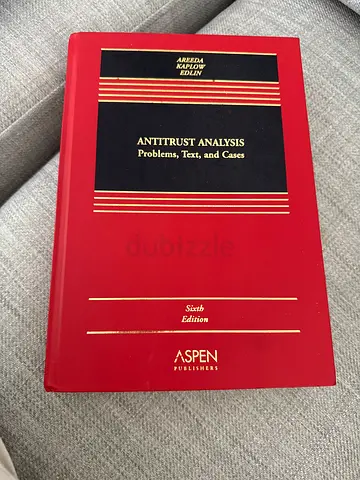 AREEDA
KAPLOW
EDLIN
ANTITRUST ANALYSIS
Problems, Text, and Cases
dubizzle
Sixth
Edition
ASPEN
PUBLISHERS